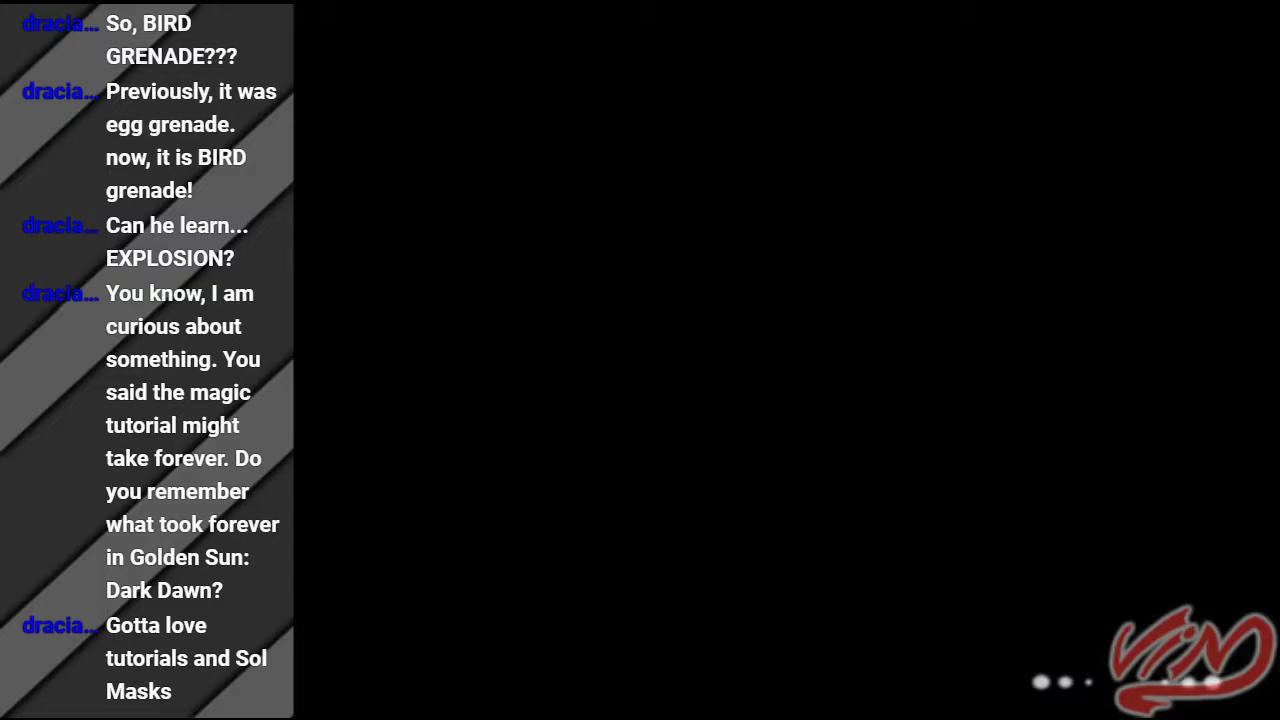 dracia... So, BIRD
GRENADE???
dracia... Previously, it was
egg grenade.
now, it is BIRD
grenade!
dracia... Can he learn...
EXPLOSION?
dracia... You know, I am
curious about
something. You
said the magic
tutorial might
take forever. Do
you remember
what took forever
in Golden Sun:
Dark Dawn?
dracia... Gotta love
tutorials and Sol
Masks